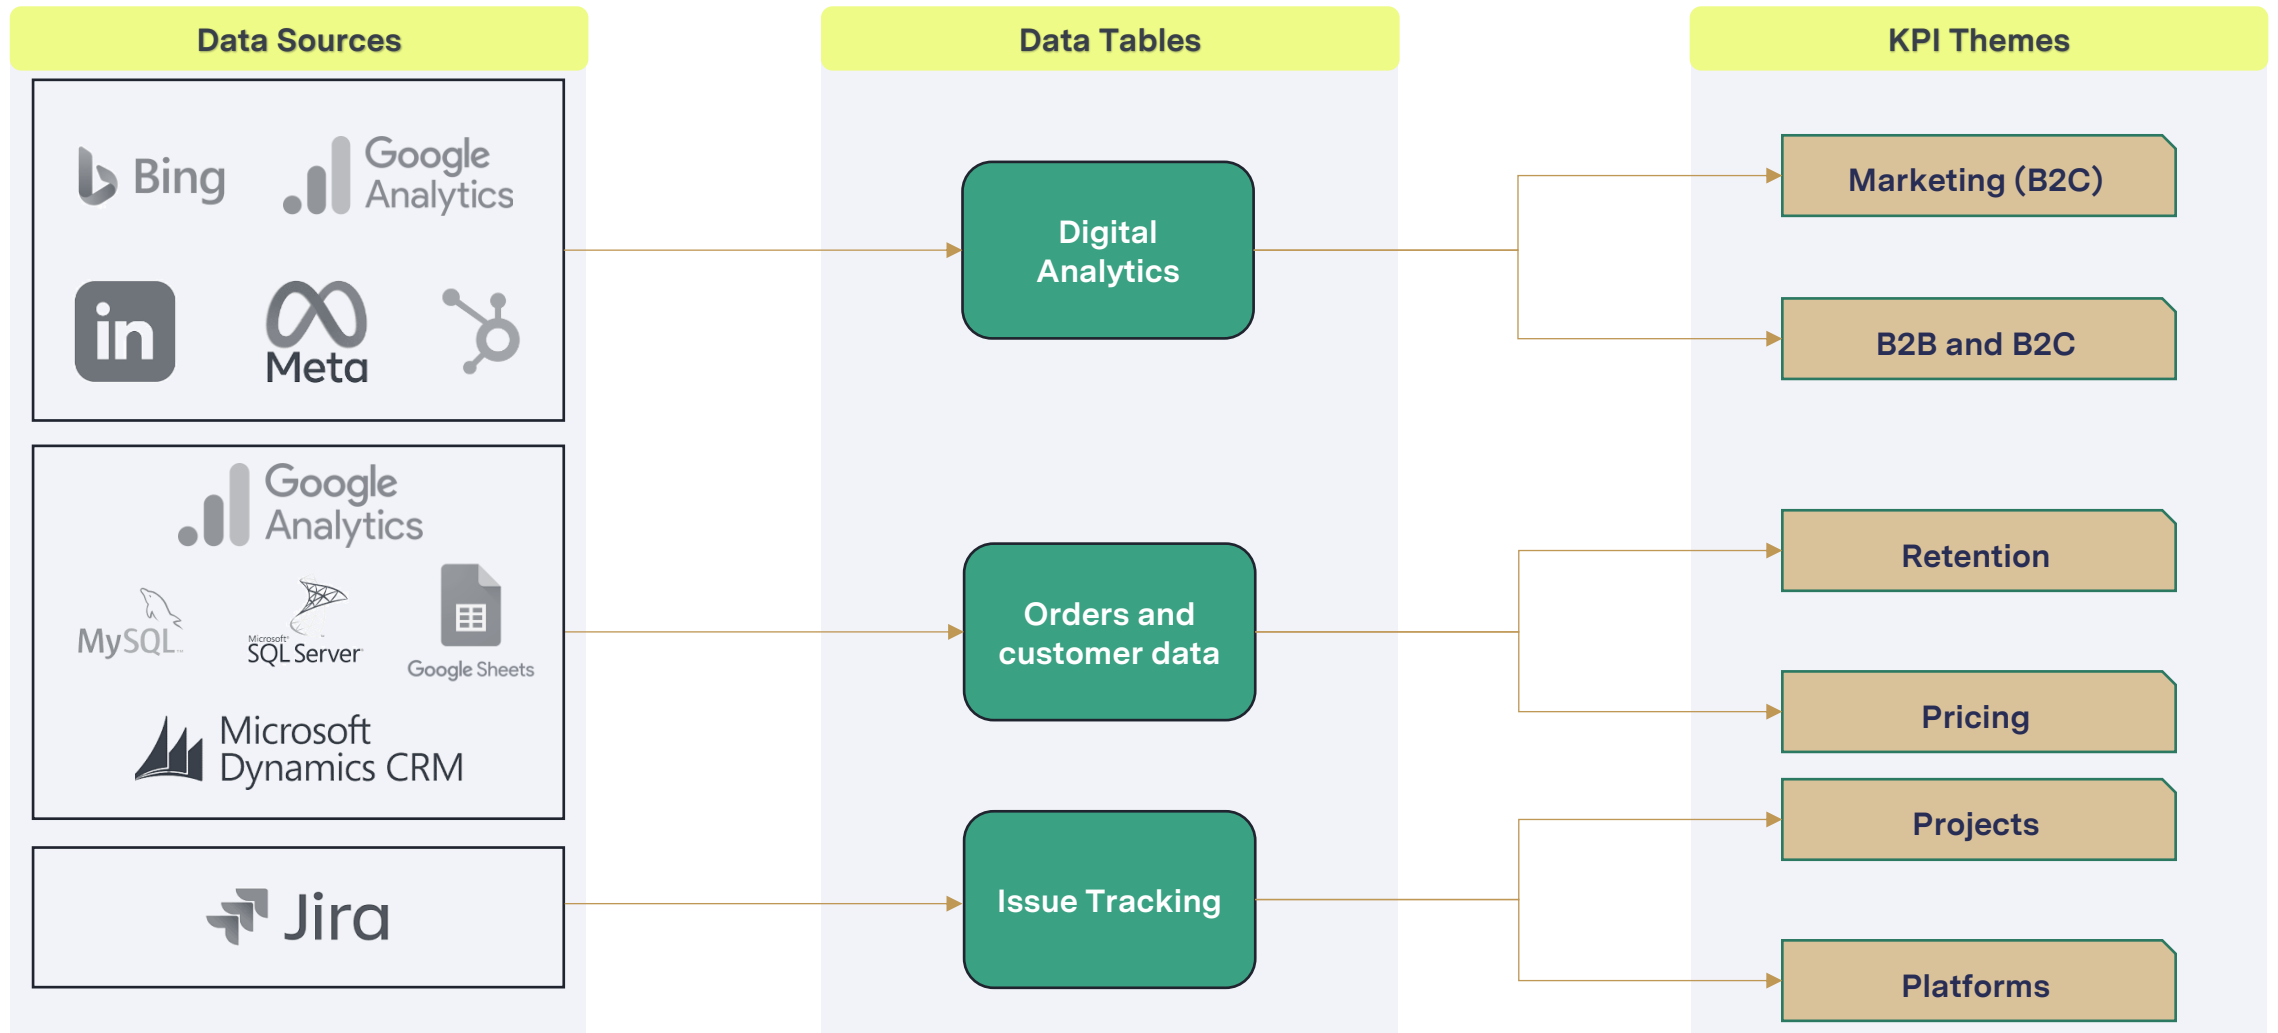 Data Sources
Data Tables
KPI Themes
Bing
Google
Analytics
in
Meta
Digital
Analytics
Marketing (B2C)
B2B and B2C
Google
Analytics
MySQL
Microsoft
SQL Server
Google Sheets
Microsoft
Dynamics CRM
Orders and
customer data
Retention
Pricing
Jira
Issue Tracking
Projects
Platforms